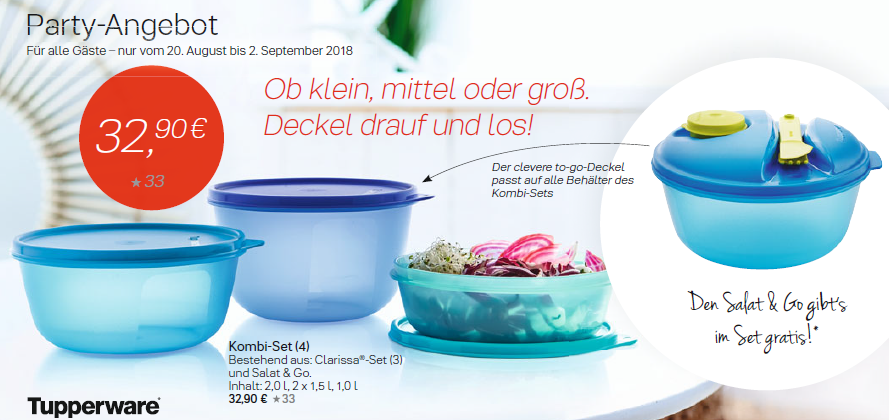 Party-Angebot
Für alle Gäste – nur vom 20. August bis 2. September 2018
32,90 €
★33
Ob klein, mittel oder groß.
Deckel drauf und los!
Der clevere to-go-Deckel
passt auf alle Behälter des
Kombi-Sets
Den Salat & Go gibt's
im Set gratis!*
Kombi-Set (4)
Bestehend aus: Clarissa®-Set (3)
und Salat & Go.
Inhalt: 2,0 l, 2 x 1,5 l, 1,0 l
32,90 € ★33
Tupperware®